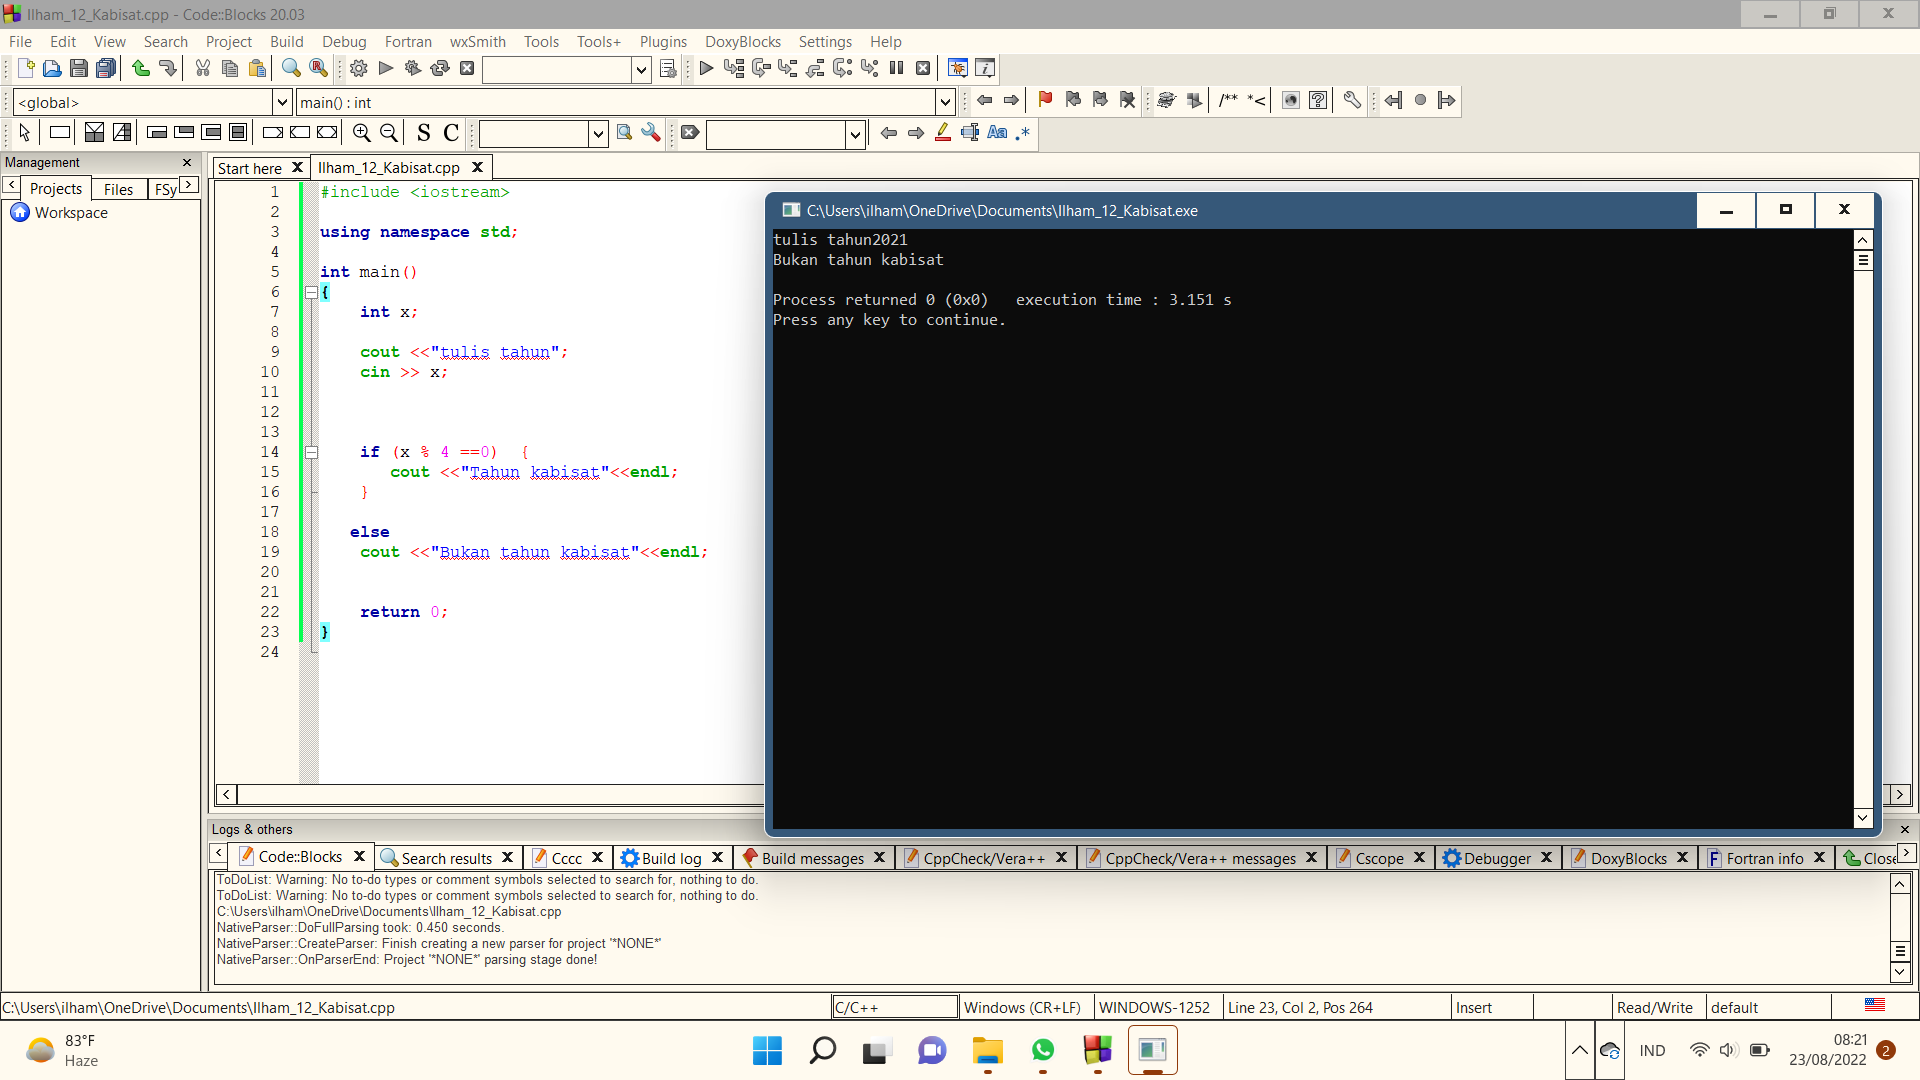 Ilham_12_Kabisat.cpp - Code::Blocks 20.03
File Edit View Search Project Build Debug Fortran wxSmith Tools Tools+ Plugins DoxyBlocks Settings Help
<global> main() : int /** *<
S C Aa .*
Management
Projects Files FSy
Workspace
Start here Ilham_12_Kabisat.cpp
1 #include <iostream>
2
3 using namespace std;
4
5 int main()
6 {
7 int x;
8
9 cout <<"tulis tahun";
10 cin >> x;
11
12
13
14 if (x % 4 ==0) {
15 cout <<"Tahun kabisat"<<endl;
16 }
17
18 else
19 cout <<"Bukan tahun kabisat"<<endl;
20
21
22 return 0;
23 }
24
C:\Users\ilham\OneDrive\Documents\Ilham_12_Kabisat.exe
tulis tahun2021
Bukan tahun kabisat
Process returned 0 (0x0) execution time : 3.151 s
Press any key to continue.
Logs & others
Code::Blocks Search results Cccc Build log Build messages CppCheck/Vera++ CppCheck/Vera++ messages Cscope Debugger DoxyBlocks Fortran info Close
ToDoList: Warning: No to-do types or comment symbols selected to search for, nothing to do.
ToDoList: Warning: No to-do types or comment symbols selected to search for, nothing to do.
C:\Users\ilham\OneDrive\Documents\Ilham_12_Kabisat.cpp
NativeParser::DoFullParsing took: 0.450 seconds.
NativeParser::CreateParser: Finish creating a new parser for project '*NONE*'
NativeParser::OnParserEnd: Project '*NONE*' parsing stage done!
C:\Users\ilham\OneDrive\Documents\Ilham_12_Kabisat.cpp C/C++ Windows (CR+LF) WINDOWS-1252 Line 23, Col 2, Pos 264 Insert Read/Write default
83°F
Haze
IND
08:21
23/08/2022
2